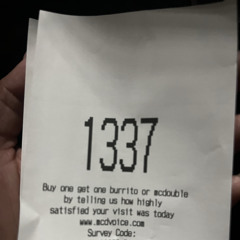 1337
Buy one get one burrito or mcdouble
by telling us how highly
satisfied your visit was today
www.mcdvoice.com
Survey Code: